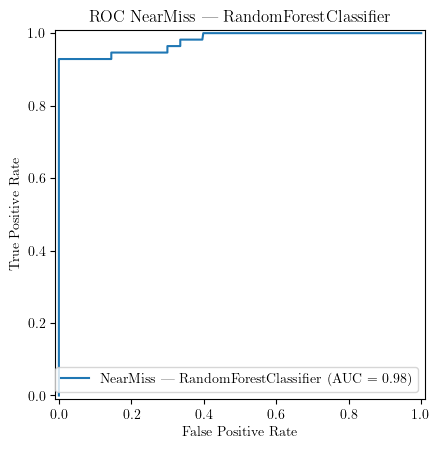 ROC NearMiss — RandomForestClassifier
1.0
0.8
0.6
0.4
0.2
0.0
True Positive Rate
NearMiss — RandomForestClassifier (AUC = 0.98)
0.0 0.2 0.4 0.6 0.8 1.0
False Positive Rate